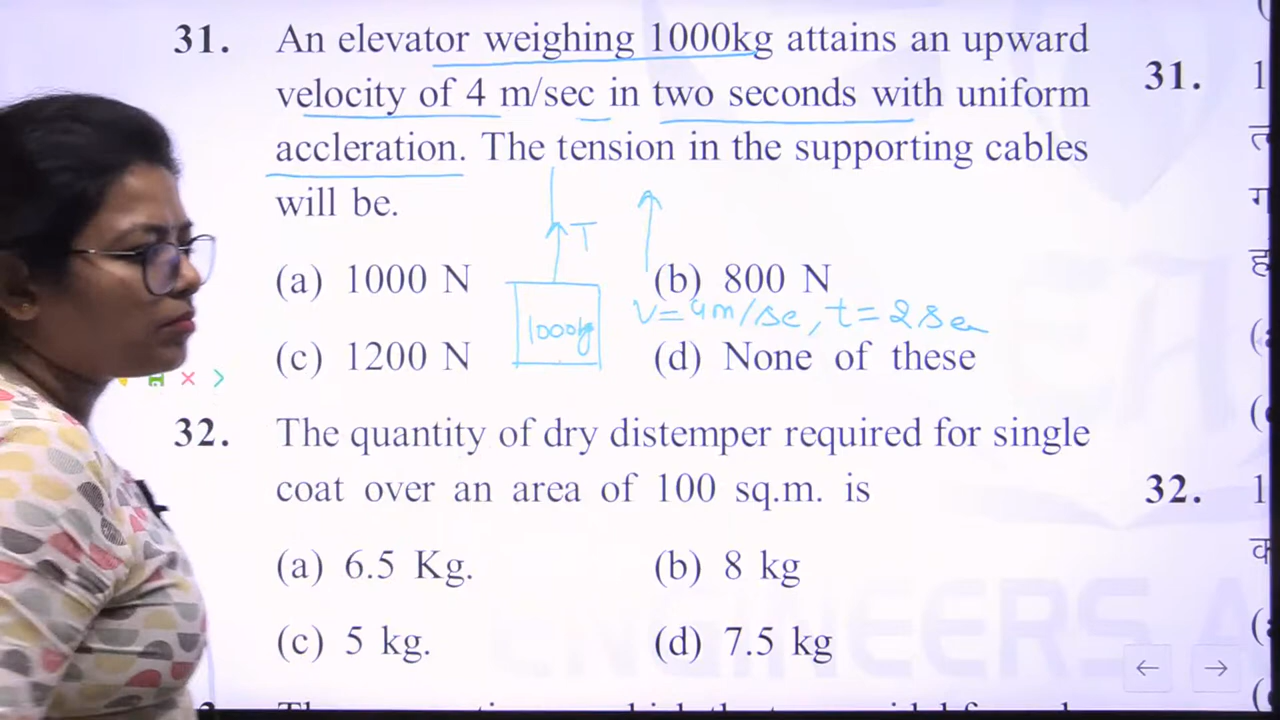 31. An elevator weighing 1000kg attains an upward
velocity of 4 m/sec in two seconds with uniform
accleration. The tension in the supporting cables
will be.
T
(a) 1000 N (b) 800 N
1000kg
V=4m/sec, t=2sec
(c) 1200 N (d) None of these
32. The quantity of dry distemper required for single
coat over an area of 100 sq.m. is
(a) 6.5 Kg. (b) 8 kg
(c) 5 kg. (d) 7.5 kg
31.
32.
ENGINEERS A